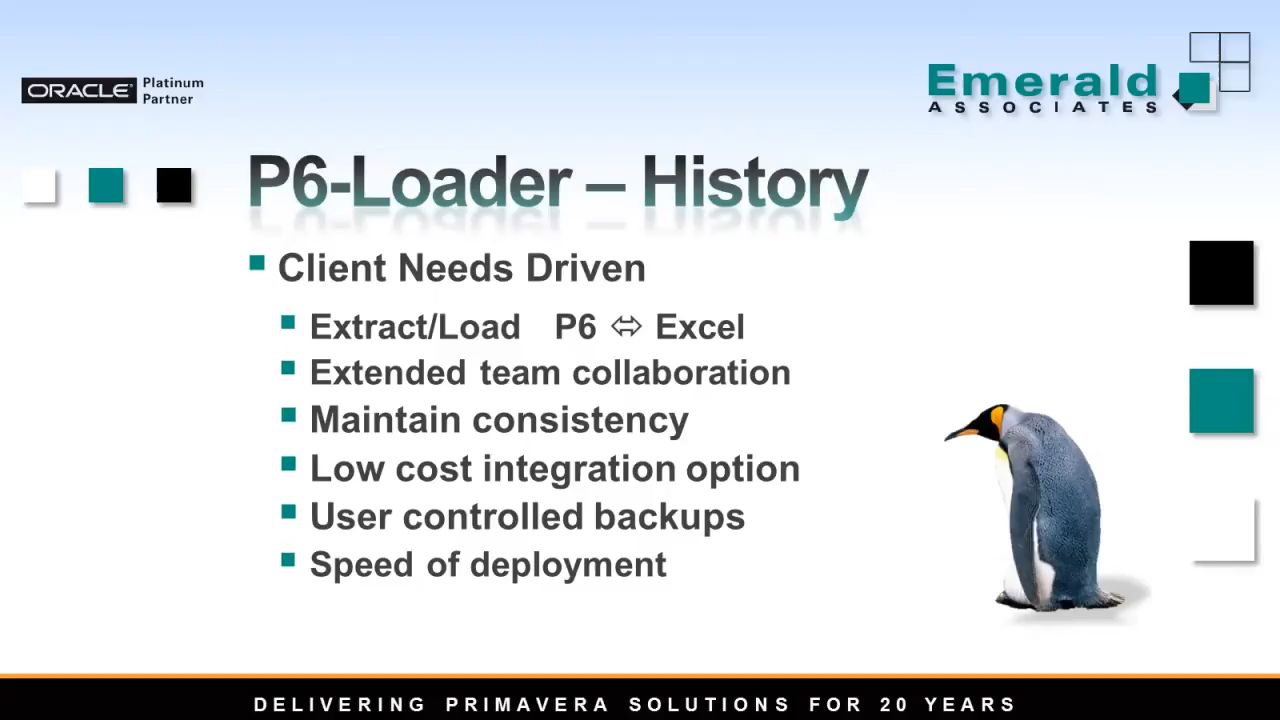 ORACLE Platinum Partner
Emerald
ASSOCIATES
P6-Loader – History
Client Needs Driven
Extract/Load P6 ⬄ Excel
Extended team collaboration
Maintain consistency
Low cost integration option
User controlled backups
Speed of deployment
DELIVERING PRIMAVERA SOLUTIONS FOR 20 YEARS